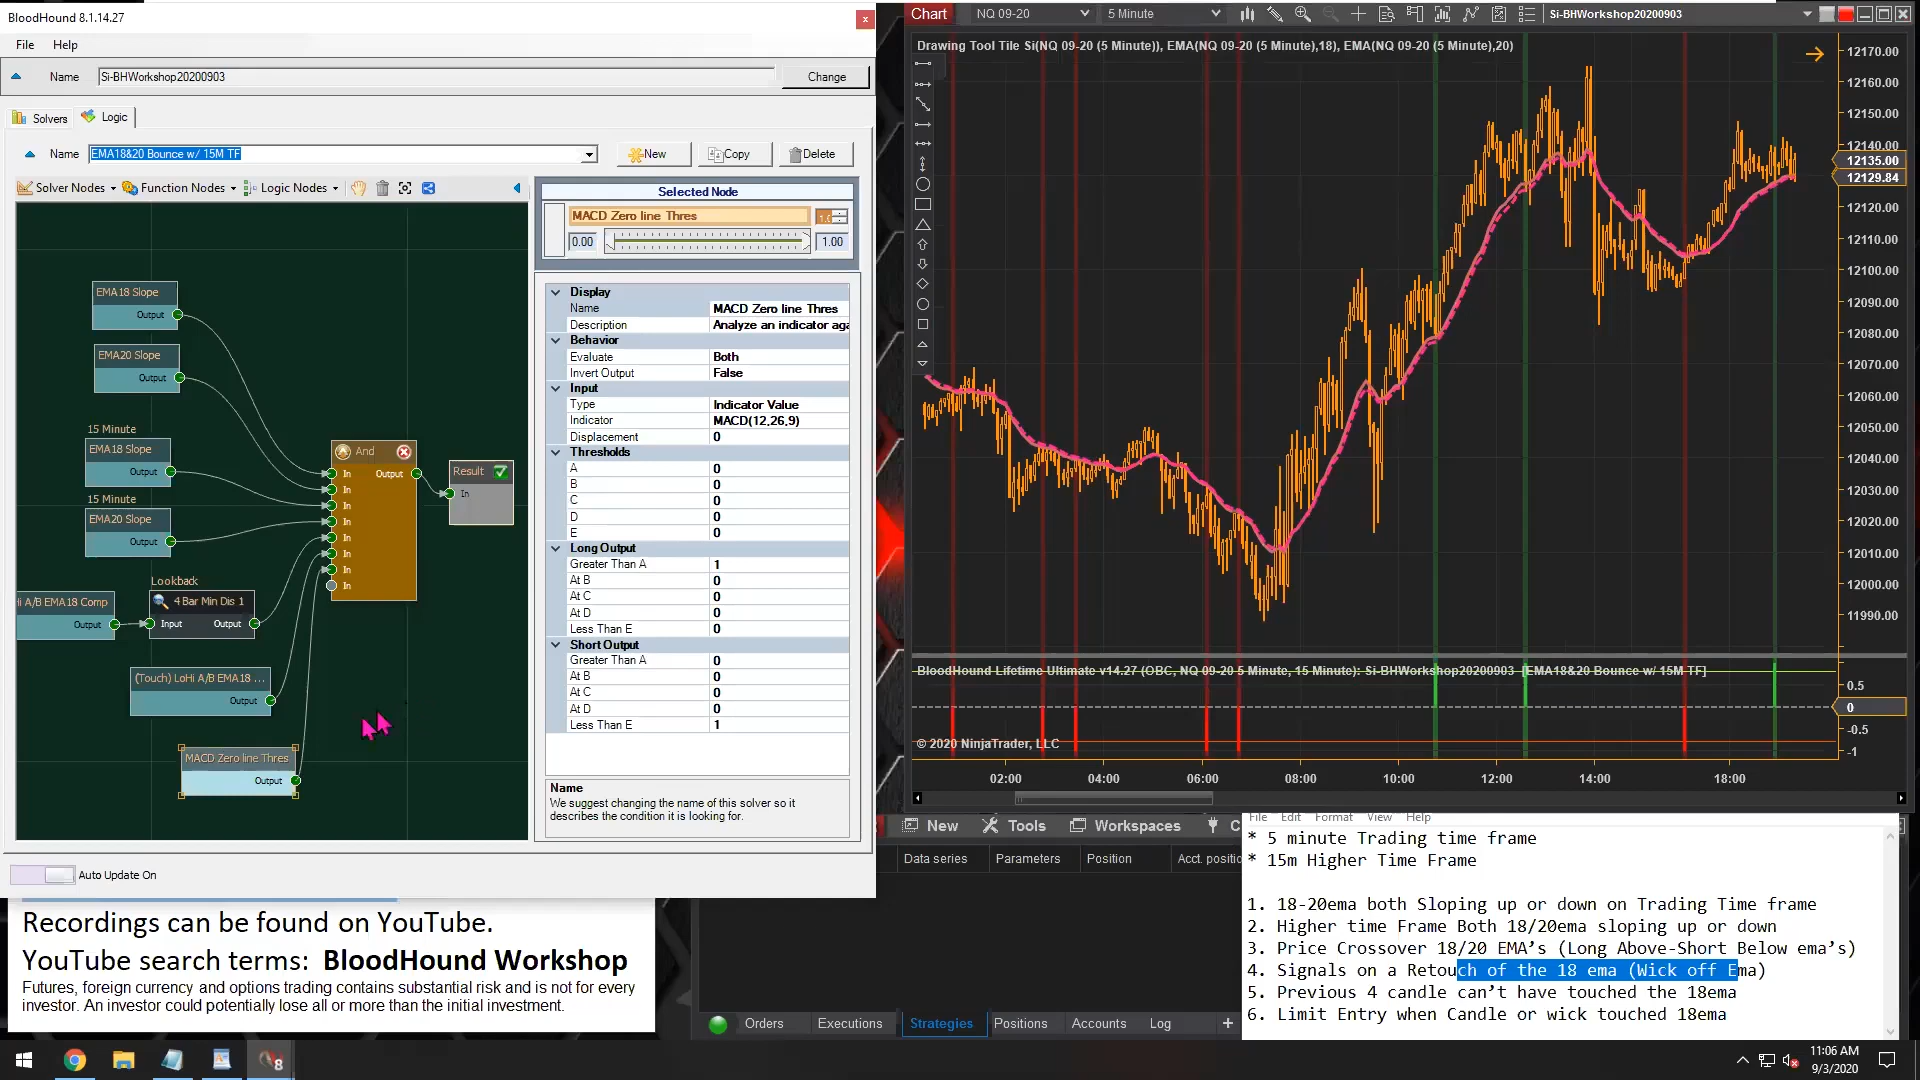 BloodHound 8.1.14.27
x
File Help
Name Si-BHWorkshop20200903 Change
Solvers Logic
Name EMA18&20 Bounce w/ 15M TF New Copy Delete
Solver Nodes Function Nodes Logic Nodes
EMA18 Slope
Output
EMA20 Slope
Output
15 Minute
EMA18 Slope
Output
15 Minute
EMA20 Slope
Output
Lookback
Hi A/B EMA18 Comp
Output
4 Bar Min Dis 1
Input Output
(Touch) LoHi A/B EMA18 ...
Output
MACD Zero line Thres
Output
And
In Output
In
In
In
In
In
In
In
Result
In
Selected Node
MACD Zero line Thres
0.00 1.00
Display
Name MACD Zero line Thres
Description Analyze an indicator aga
Behavior
Evaluate Both
Invert Output False
Input
Type Indicator Value
Indicator MACD(12,26,9)
Displacement 0
Thresholds
A 0
B 0
C 0
D 0
E 0
Long Output
Greater Than A 1
At B 0
At C 0
At D 0
Less Than E 0
Short Output
Greater Than A 0
At B 0
At C 0
At D 0
Less Than E 1
Name
We suggest changing the name of this solver so it
describes the condition it is looking for.
Auto Update On
Chart NQ 09-20 5 Minute Si-BHWorkshop20200903
Drawing Tool Tile Si(NQ 09-20 (5 Minute)), EMA(NQ 09-20 (5 Minute),18), EMA(NQ 09-20 (5 Minute),20)
12170.00
12160.00
12150.00
12140.00
12135.00
12129.84
12120.00
12110.00
12100.00
12090.00
12080.00
12070.00
12060.00
12050.00
12040.00
12030.00
12020.00
12010.00
12000.00
11990.00
BloodHound Lifetime Ultimate v14.27 (OBC, NQ 09-20 5 Minute, 15 Minute): Si-BHWorkshop20200903 [EMA18&20 Bounce w/ 15M TF]
0.5
0
-0.5
-1
© 2020 NinjaTrader, LLC
02:00 04:00 06:00 08:00 10:00 12:00 14:00 18:00
New Tools Workspaces C
Data series Parameters Position Acct. positio
Orders Executions Strategies Positions Accounts Log +
File Edit Format View Help
* 5 minute Trading time frame
* 15m Higher Time Frame
1. 18-20ema both Sloping up or down on Trading Time frame
2. Higher time Frame Both 18/20ema sloping up or down
3. Price Crossover 18/20 EMA's (Long Above-Short Below ema's)
4. Signals on a Retouch of the 18 ema (Wick off Ema)
5. Previous 4 candle can't have touched the 18ema
6. Limit Entry when Candle or wick touched 18ema
Recordings can be found on YouTube.
YouTube search terms: BloodHound Workshop
Futures, foreign currency and options trading contains substantial risk and is not for every
investor. An investor could potentially lose all or more than the initial investment.
8
11:06 AM
9/3/2020